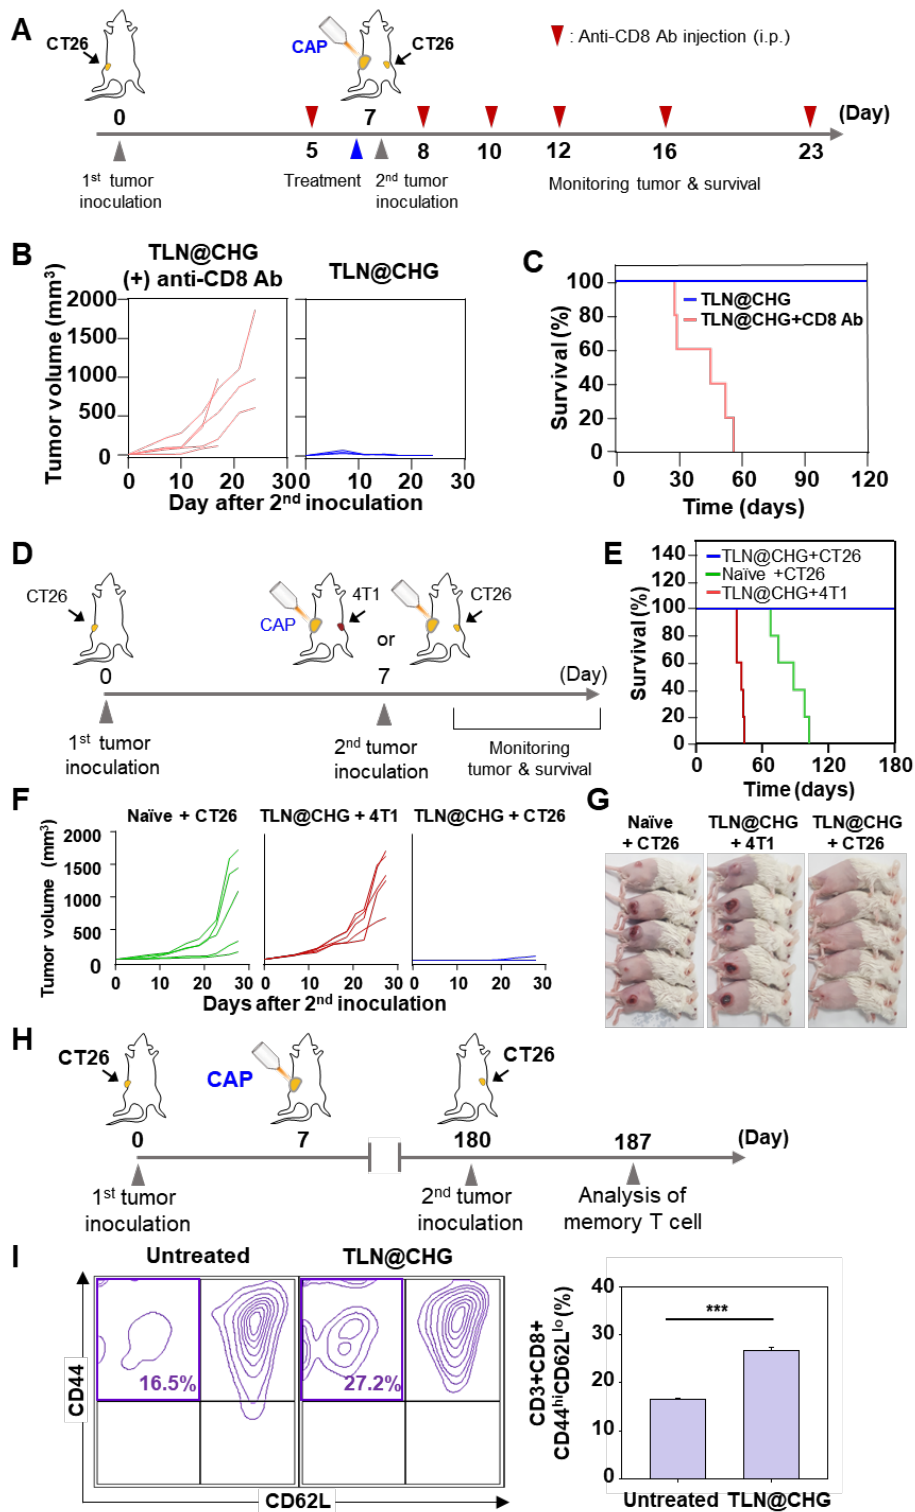 A
CT26
CAP
CT26
: Anti-CD8 Ab injection (i.p.)
0
7
(Day)
5
8
10
12
16
23
1st tumor
inoculation
Treatment
2nd tumor
inoculation
Monitoring tumor & survival
B
TLN@CHG
(+) anti-CD8 Ab
TLN@CHG
Tumor volume (mm3)
2000
1500
1000
500
0
0 10 20 30
0 10 20 30
Day after 2nd inoculation
C
Survival (%)
100
80
60
40
20
0
TLN@CHG
TLN@CHG+CD8 Ab
0 30 60 90 120
Time (days)
D
CT26
CAP
4T1
or
CT26
0
7
(Day)
1st tumor
inoculation
2nd tumor
inoculation
Monitoring
tumor & survival
E
Survival (%)
140
120
100
80
60
40
20
0
TLN@CHG+CT26
Naïve +CT26
TLN@CHG+4T1
0 60 120 180
Time (days)
F
Naïve + CT26
TLN@CHG + 4T1
TLN@CHG + CT26
Tumor volume (mm3)
2000
1500
1000
500
0
0 10 20 30
0 10 20 30
0 10 20 30
Days after 2nd inoculation
G
Naïve
+ CT26
TLN@CHG
+ 4T1
TLN@CHG
+ CT26
H
CT26
CAP
CT26
0
7
180
187
(Day)
1st tumor
inoculation
2nd tumor
inoculation
Analysis of
memory T cell
I
Untreated
TLN@CHG
CD44
16.5%
27.2%
CD62L
CD3+CD8+
CD44hiCD62Llo(%)
40
30
20
10
0
***
Untreated
TLN@CHG